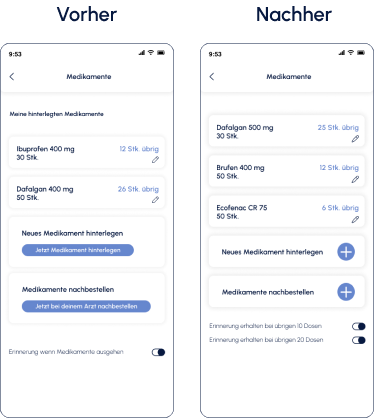 Vorher
9:53
Medikamente
Meine hinterlegten Medikamente
Ibuprofen 400 mg
12 Stk. übrig
30 Stk.
Dafalgan 400 mg
26 Stk. übrig
50 Stk.
Neues Medikament hinterlegen
Jetzt Medikament hinterlegen
Medikamente nachbestellen
Jetzt bei deinem Arzt nachbestellen
Erinnerung wenn Medikamente ausgehen
Nachher
9:53
Medikamente
Dafalgan 500 mg
25 Stk. übrig
30 Stk.
Brufen 400 mg
12 Stk. übrig
50 Stk.
Ecofenac CR 75
6 Stk. übrig
50 Stk.
Neues Medikament hinterlegen
Medikamente nachbestellen
Erinnerung erhalten bei übrigen 10 Dosen
Erinnerung erhalten bei übrigen 20 Dosen